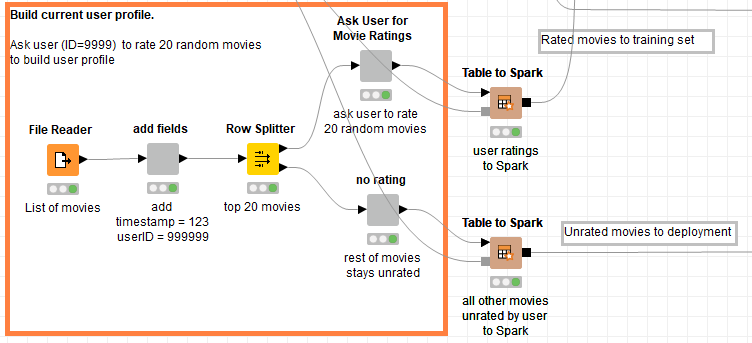 Build current user profile.
Ask user (ID=9999) to rate 20 random movies
to build user profile
Ask User for
Movie Ratings
ask user to rate
20 random movies
Rated movies to training set
Table to Spark
user ratings
to Spark
File Reader
List of movies
add fields
add
timestamp = 123
userID = 999999
Row Splitter
top 20 movies
no rating
rest of movies
stays unrated
Table to Spark
all other movies
unrated by user
to Spark
Unrated movies to deployment